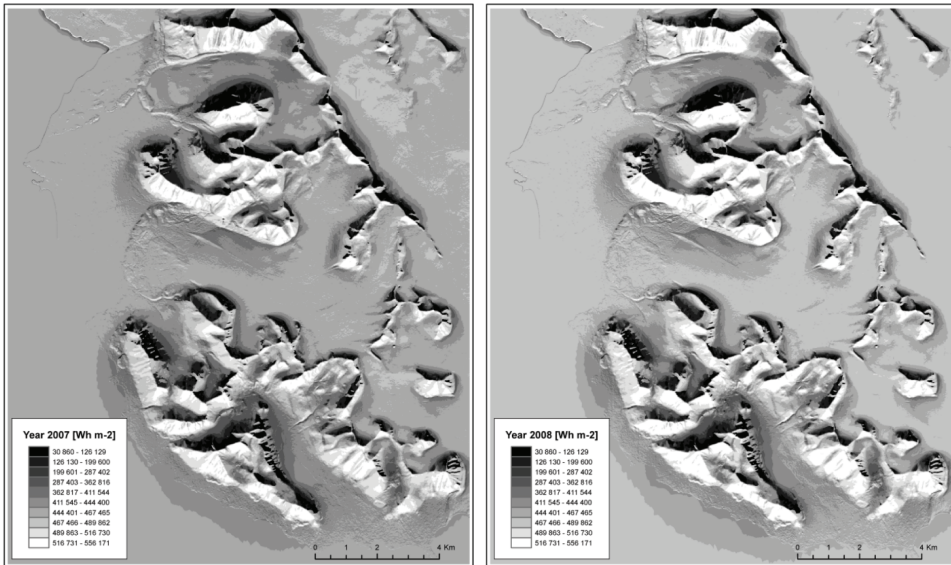 Year 2007 [Wh m-2]
30 860 - 126 129
126 130 - 199 600
199 601 - 287 402
287 403 - 362 816
362 817 - 411 544
411 545 - 444 400
444 401 - 467 465
467 466 - 489 862
489 863 - 516 730
516 731 - 556 171
0 1 2 4 Km
Year 2008 [Wh m-2]
30 860 - 126 129
126 130 - 199 600
199 601 - 287 402
287 403 - 362 816
362 817 - 411 544
411 545 - 444 400
444 401 - 467 465
467 466 - 489 862
489 863 - 516 730
516 731 - 556 171
0 1 2 4 Km